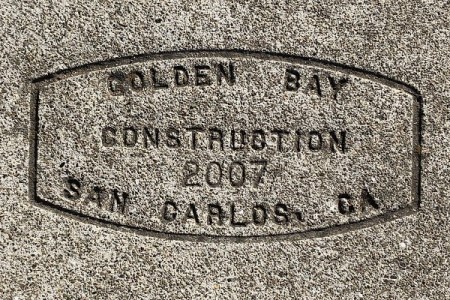 GOLDEN BAY
CONSTRUCTION
2007
SAN CARLOS, CA